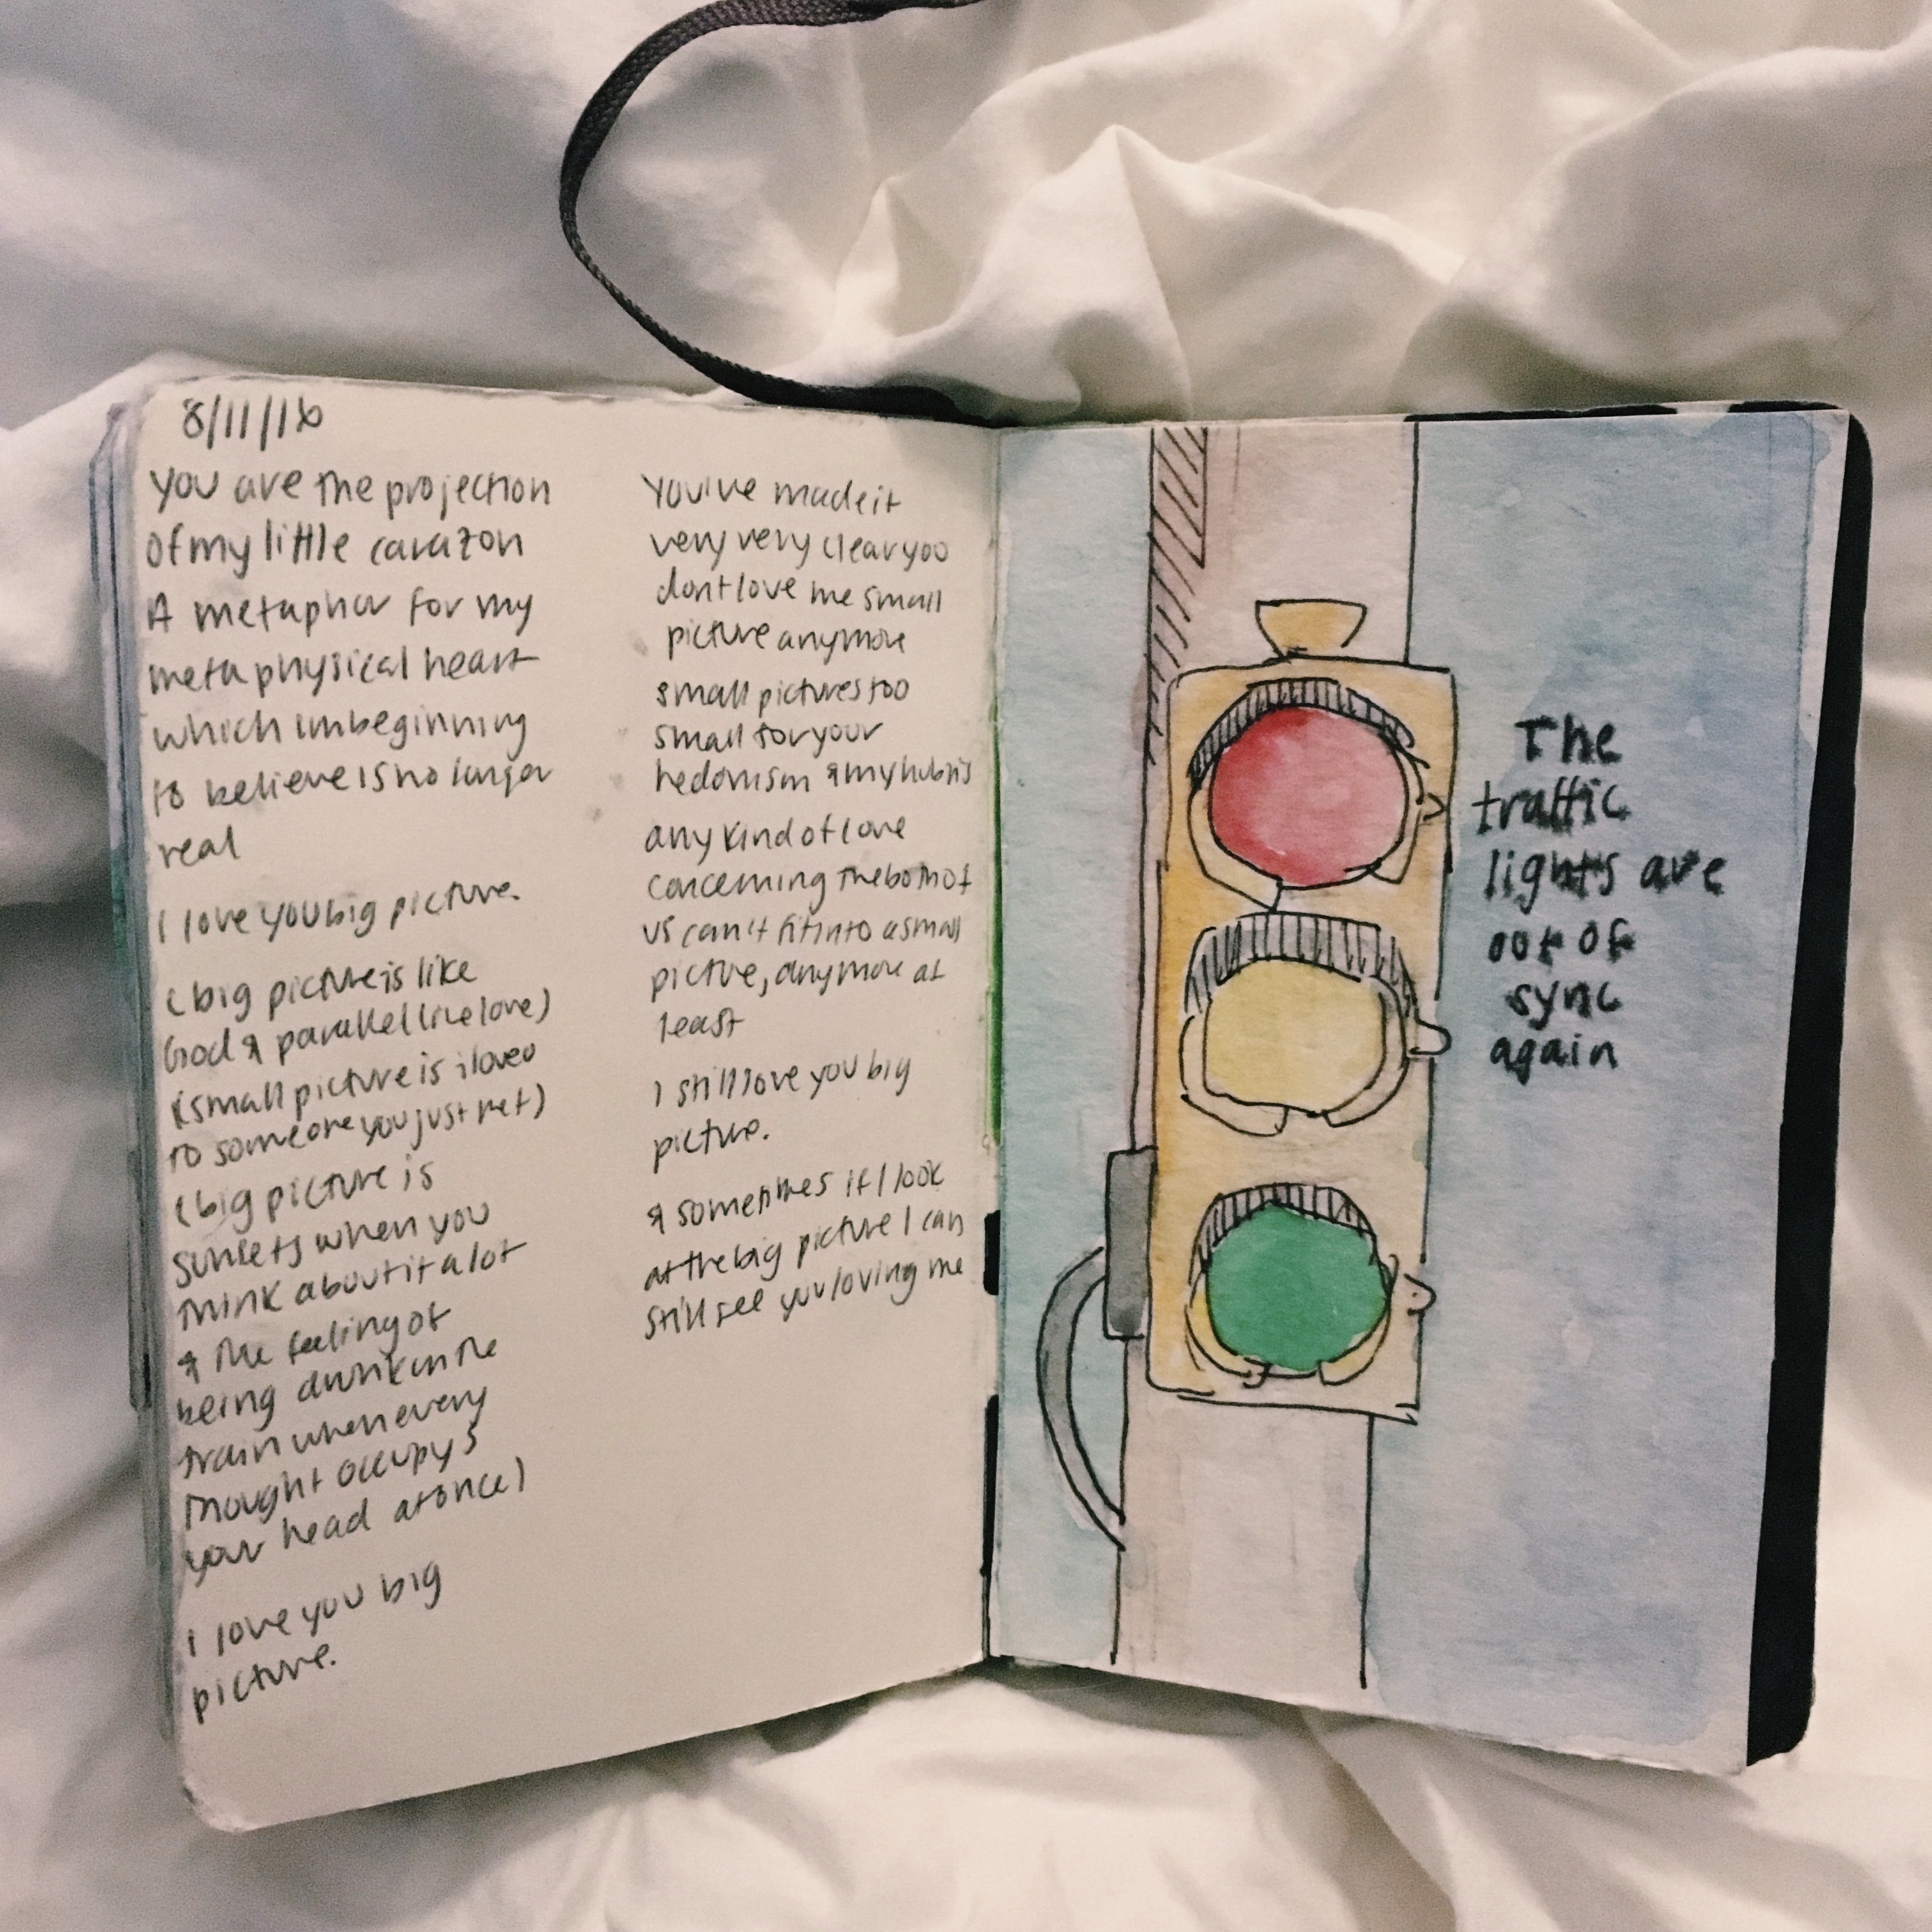 8/11/16
you are the projection
of my little carazon
A metaphor for my
metaphysical heart
which im beginning
to believe is no longer
real
I love you big picture.
(big picture is like
God & parallel line love)
(small picture is i love u
to someone you just met)
(big picture is
sunsets when you
think about it a lot
& the feeling of
being drunk on the
train when every
thought occupys
your head at once)
I love you big
picture.
You've made it
very very clear you
dont love me small
picture anymore
small pictures too
small for your
hedonism & my hubris
any kind of love
concerning the both of
us can't fit into a small
picture, anymore at
least
I still love you big
picture.
& sometimes if I look
at the big picture I can
still see you loving me
The
traffic
lights are
out of
sync
again